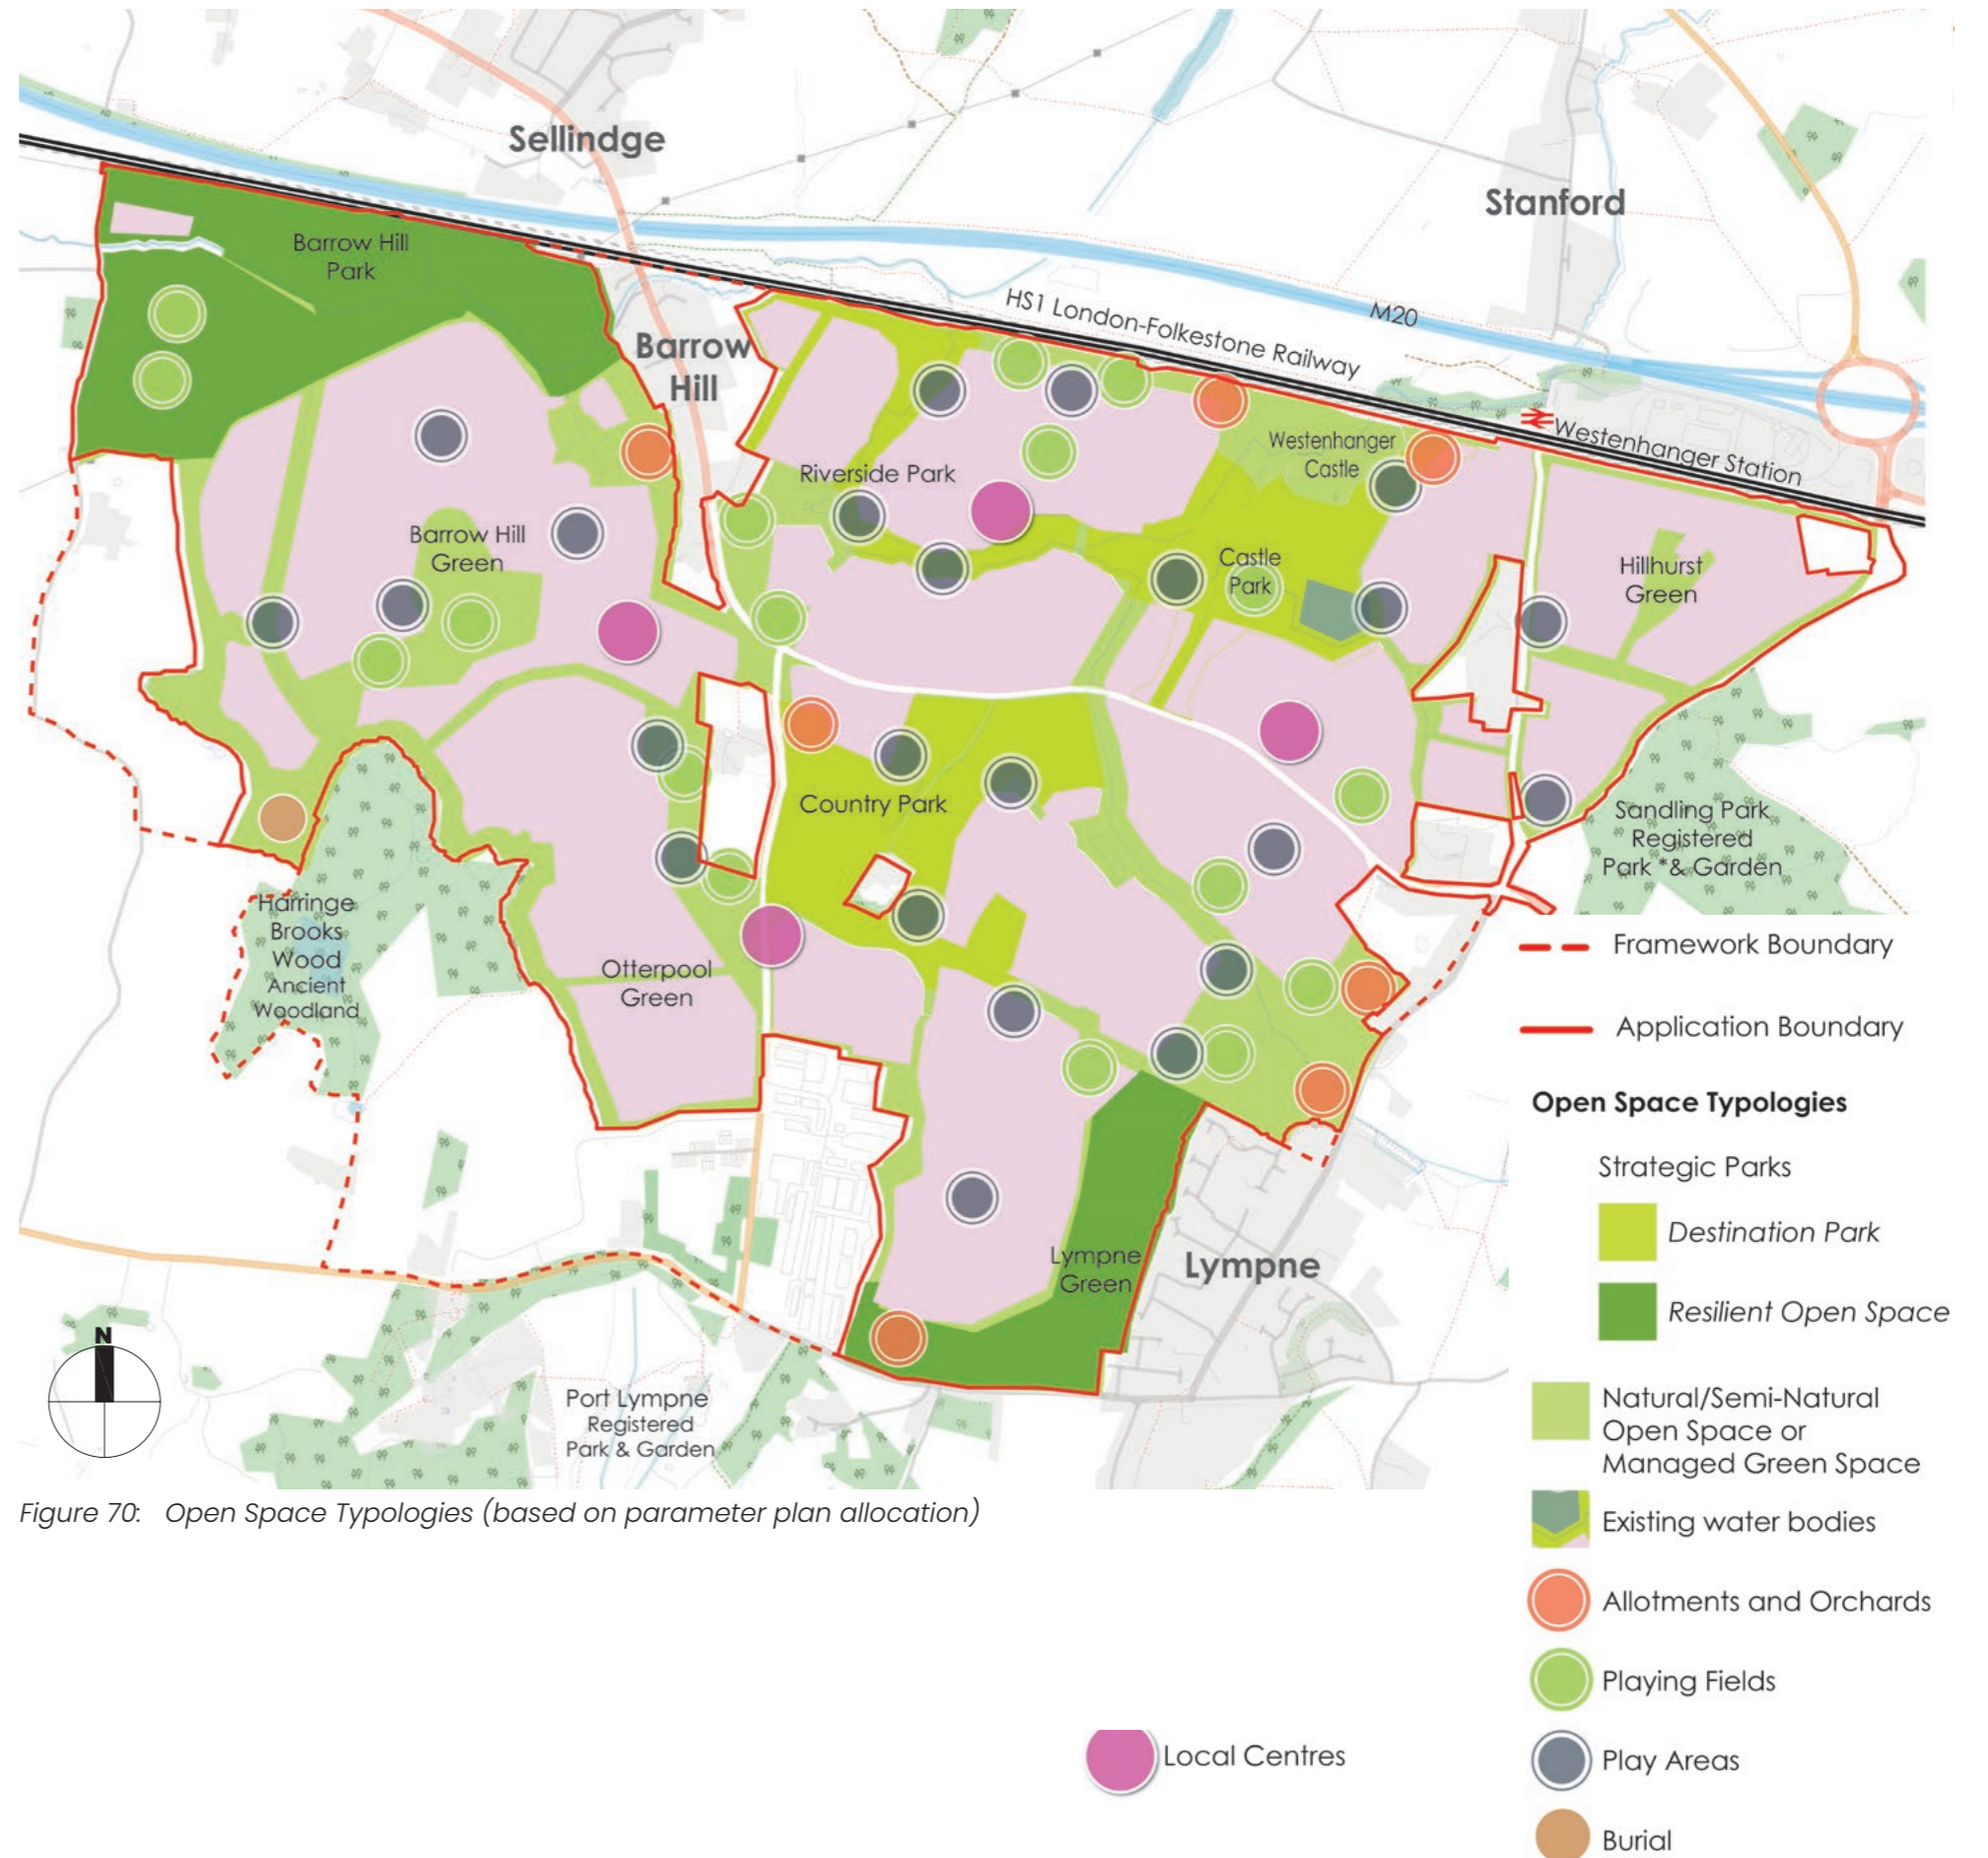 Sellindge
Stanford
Barrow Hill
Park
HS1 London-Folkestone Railway
M20
Barrow
Hill
Westenhanger Station
Westenhanger
Castle
Riverside Park
Barrow Hill
Green
Castle
Park
Hillhurst
Green
Country Park
Sandling Park
Registered
Park *& Garden
Harringe
Brooks
Wood
Ancient
Woodland
Otterpool
Green
Lympne
Green
Lympne
N
Port Lympne
Registered
Park & Garden
Framework Boundary
Application Boundary
Open Space Typologies
Strategic Parks
Destination Park
Resilient Open Space
Natural/Semi-Natural
Open Space or
Managed Green Space
Existing water bodies
Allotments and Orchards
Playing Fields
Play Areas
Burial
Local Centres
Figure 70: Open Space Typologies (based on parameter plan allocation)